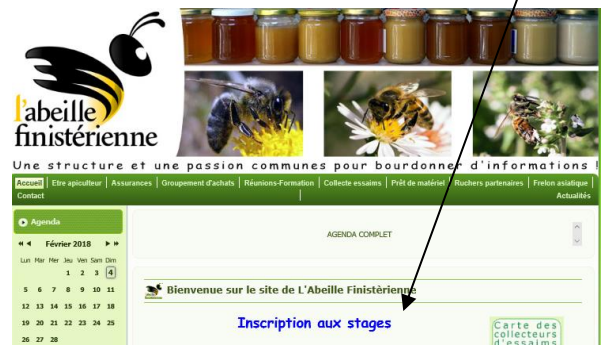 l'abeille
finistérienne
Une structure et une passion communes pour bourdonner d'informations !
Accueil | Etre apiculteur | Assurances | Groupement d'achats | Réunions-Formation | Collecte essaims | Prêt de matériel | Ruchers partenaires | Frelon asiatique |
Contact | Actualités
Agenda
Février 2018
Lun Mar Mer Jeu Ven Sam Dim
1 2 3 4
5 6 7 8 9 10 11
12 13 14 15 16 17 18
19 20 21 22 23 24 25
26 27 28
AGENDA COMPLET
Bienvenue sur le site de L'Abeille Finistèrienne
Inscription aux stages
Carte des
collecteurs
d'essaims